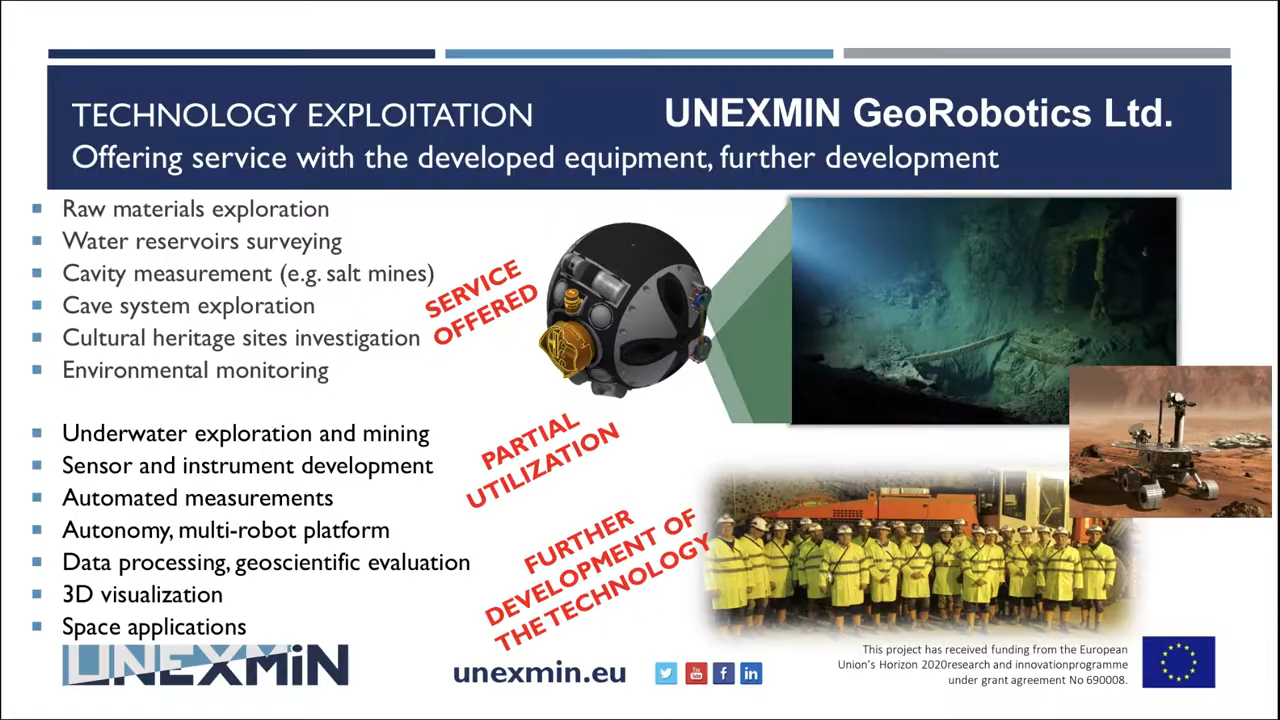 TECHNOLOGY EXPLOITATION
UNEXMIN GeoRobotics Ltd.
Offering service with the developed equipment, further development
Raw materials exploration
Water reservoirs surveying
Cavity measurement (e.g. salt mines)
Cave system exploration
Cultural heritage sites investigation
Environmental monitoring
SERVICE
OFFERED
Underwater exploration and mining
Sensor and instrument development
Automated measurements
Autonomy, multi-robot platform
Data processing, geoscientific evaluation
3D visualization
Space applications
PARTIAL
UTILIZATION
FURTHER
DEVELOPMENT OF
THE TECHNOLOGY
UNEXMiN
unexmin.eu
You
Tube
f
in
This project has received funding from the European
Union's Horizon 2020research and innovationprogramme
under grant agreement No 690008.